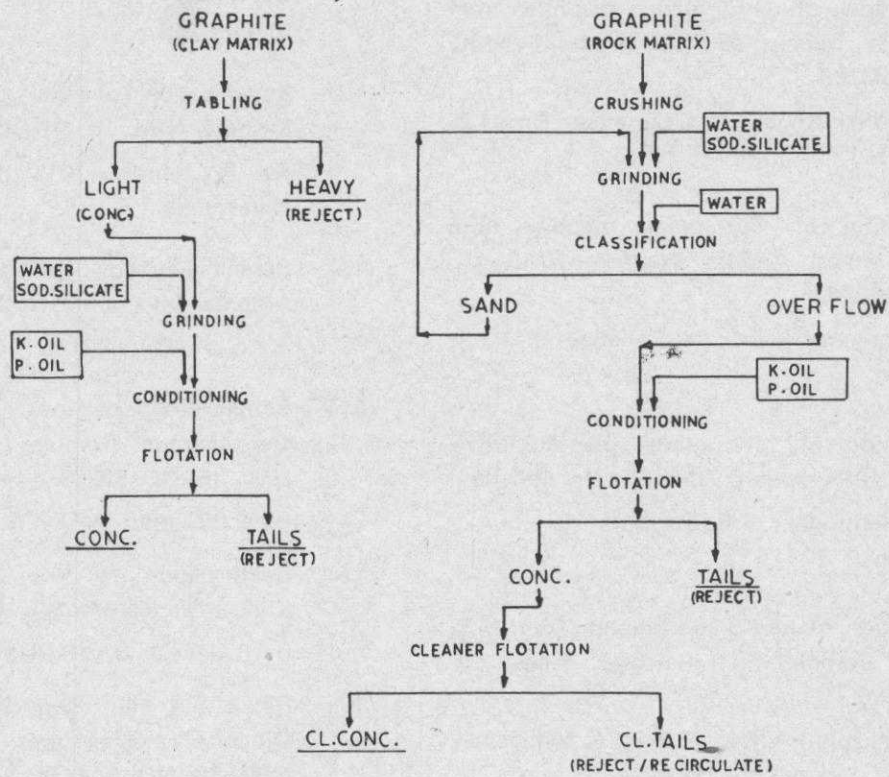 GRAPHITE
(CLAY MATRIX)
TABLING
LIGHT
(CONC.)
HEAVY
(REJECT)
WATER
SOD.SILICATE
GRINDING
K. OIL
P. OIL
CONDITIONING
FLOTATION
CONC.
TAILS
(REJECT)
GRAPHITE
(ROCK MATRIX)
CRUSHING
WATER
SOD.SILICATE
GRINDING
WATER
CLASSIFICATION
SAND
OVER FLOW
K.OIL
P.OIL
CONDITIONING
FLOTATION
CONC.
TAILS
(REJECT)
CLEANER FLOTATION
CL.CONC.
CL.TAILS
(REJECT/RE CIRCULATE)